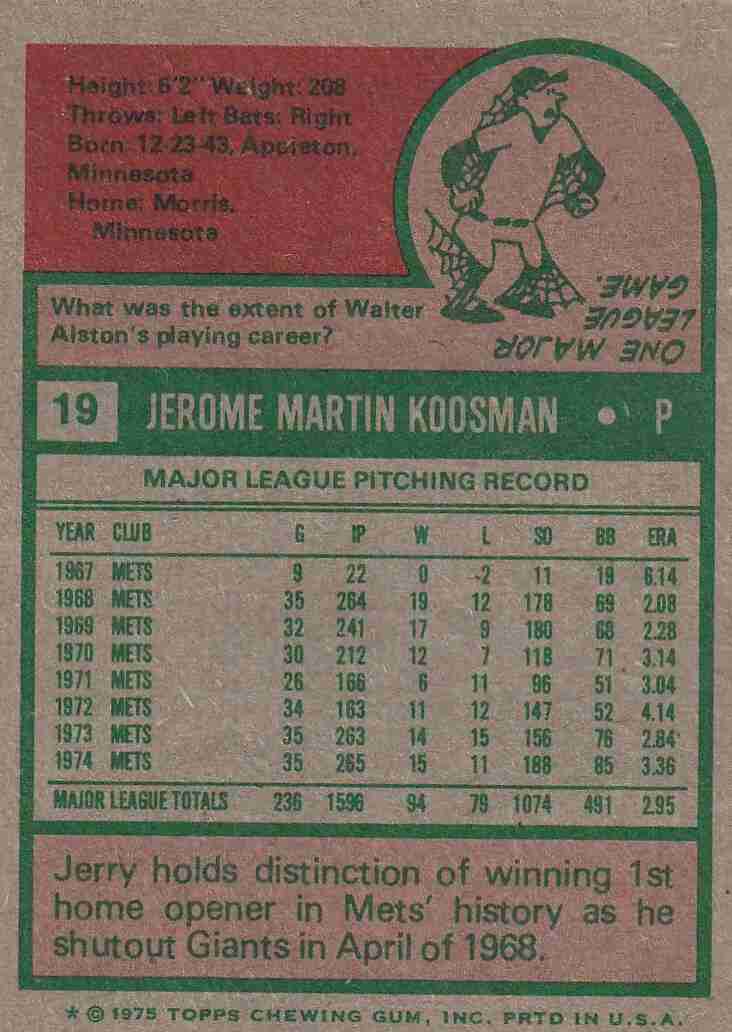 Height: 6'2" Weight: 208
Throws: Left Bats: Right
Born: 12-23-43, Appleton,
Minnesota
Home: Morris,
Minnesota
What was the extent of Walter
Alston's playing career?
ONE MAJOR
LEAGUE
GAME.
19 JEROME MARTIN KOOSMAN • P
MAJOR LEAGUE PITCHING RECORD
YEAR CLUB G IP W L SO BB ERA
1967 METS 9 22 0 2 11 19 6.14
1968 METS 35 264 19 12 178 69 2.08
1969 METS 32 241 17 9 180 68 2.28
1970 METS 30 212 12 7 118 71 3.14
1971 METS 26 166 6 11 96 51 3.04
1972 METS 34 163 11 12 147 52 4.14
1973 METS 35 263 14 15 156 76 2.84
1974 METS 35 265 15 11 188 85 3.36
MAJOR LEAGUE TOTALS 236 1596 94 79 1074 491 2.95
Jerry holds distinction of winning 1st
home opener in Mets' history as he
shutout Giants in April of 1968.
* © 1975 TOPPS CHEWING GUM, INC. PRTD IN U.S.A.